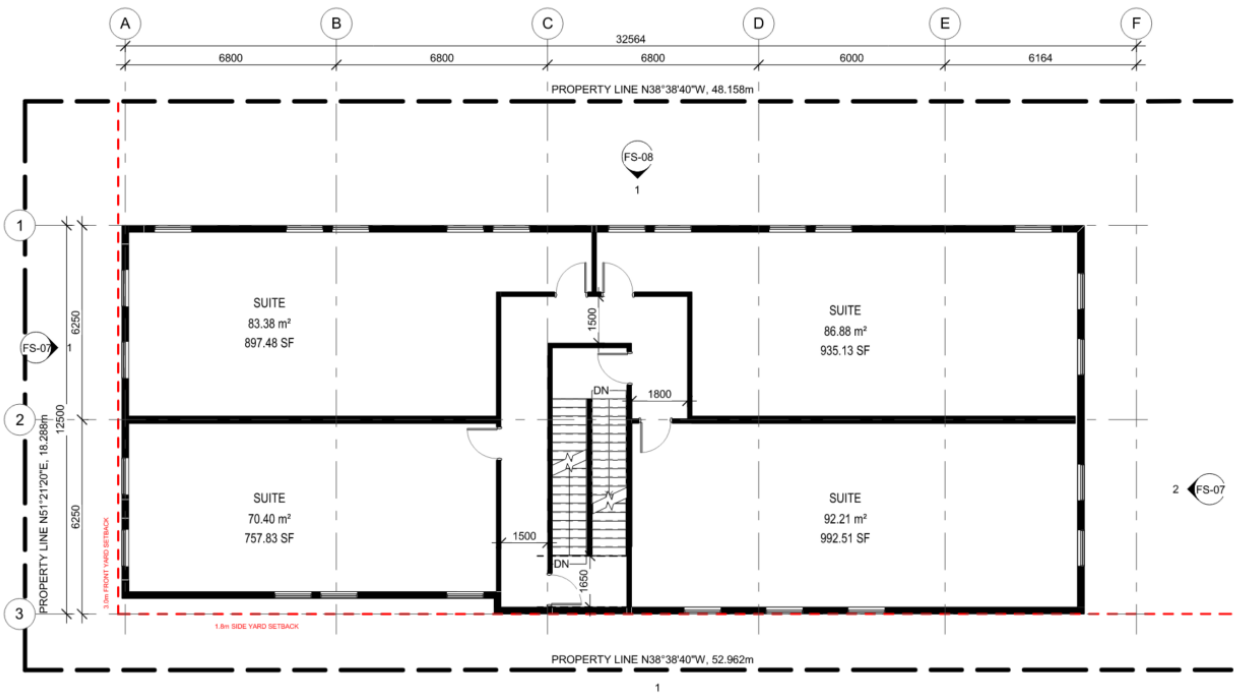 A
B
C
D
E
F
32564
6800
6800
6800
6000
6164
PROPERTY LINE N38°38'40"W, 48.158m
FS-08
1
1
SUITE
83.38 m²
897.48 SF
1500
SUITE
86.88 m²
935.13 SF
6250
FS-07
1
DN
1800
2
12500
PROPERTY LINE N51°21'20"E, 18.288m
SUITE
70.40 m²
757.83 SF
SUITE
92.21 m²
992.51 SF
2
FS-07
6250
1500
DN
1650
3.0m FRONT YARD SETBACK
3
1.8m SIDE YARD SETBACK
PROPERTY LINE N38°38'40"W, 52.962m
1